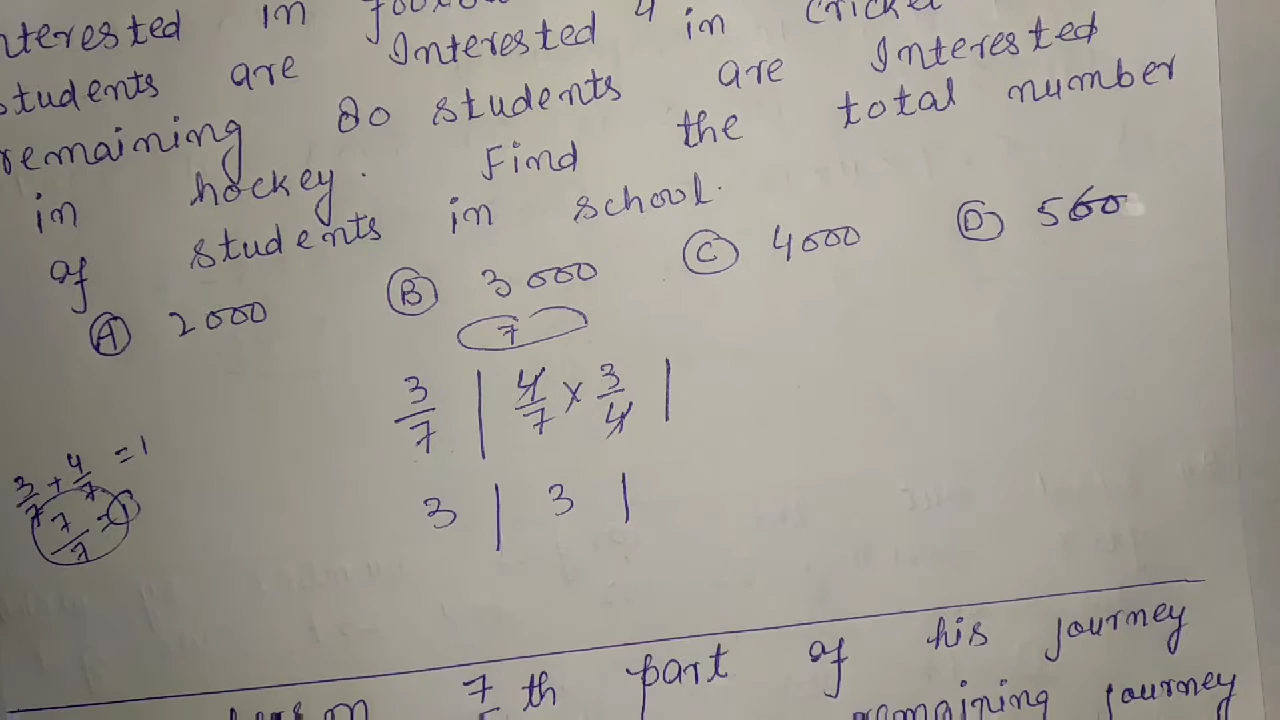 nterested in
students are Interested 4 in cricket
remaining 80 students are Interested
in hockey. Find the total number
of students in school.
Ⓐ 2000 Ⓑ 3000 Ⓒ 4000 Ⓓ 560
7
3/7 | 4/7 × 3/4 |
3/7 + 4/7 = 1
7/7 = 1
3 | 3 |
7 th part of his journey
remaining journey